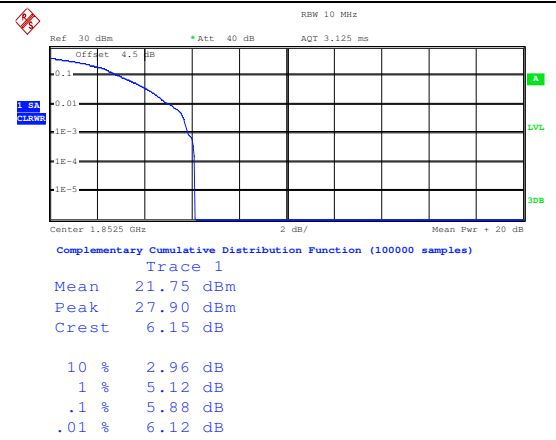 R S
RBW 10 MHz
Ref 30 dBm * Att 40 dB AQT 3.125 ms
Offset 4.5 dB
0.1
A
1 SA
CLRWR
0.01
LVL
1E-3
1E-4
1E-5
3DB
Center 1.8525 GHz 2 dB/ Mean Pwr + 20 dB
Complementary Cumulative Distribution Function (100000 samples)
Trace 1
Mean 21.75 dBm
Peak 27.90 dBm
Crest 6.15 dB
10 % 2.96 dB
1 % 5.12 dB
.1 % 5.88 dB
.01 % 6.12 dB